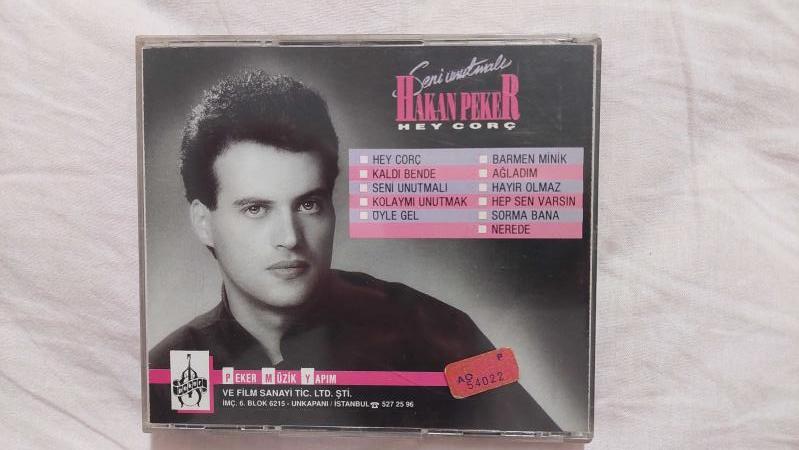 Seni unutmalı
HAKAN PEKER
HEY CORÇ
HEY CORÇ
KALDI BENDE
SENİ UNUTMALI
KOLAYMI UNUTMAK
ÖYLE GEL
BARMEN MİNİK
AĞLADIM
HAYIR OLMAZ
HEP SEN VARSIN
SORMA BANA
NEREDE
PEKER MÜZİK YAPIM
VE FİLM SANAYİ TİC. LTD. ŞTİ.
İMÇ. 6. BLOK 6215 - UNKAPANI / İSTANBUL ☎ 527 25 96
P
AO
54022